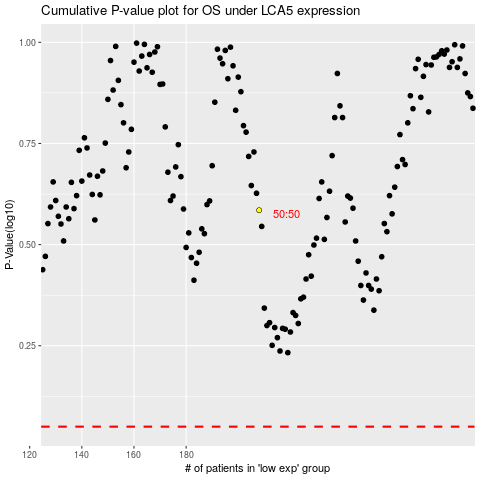 Cumulative P-value plot for OS under LCA5 expression
P-Value(log10)
1.00
0.75
0.50
0.25
50:50
120 140 160 180
# of patients in 'low exp' group